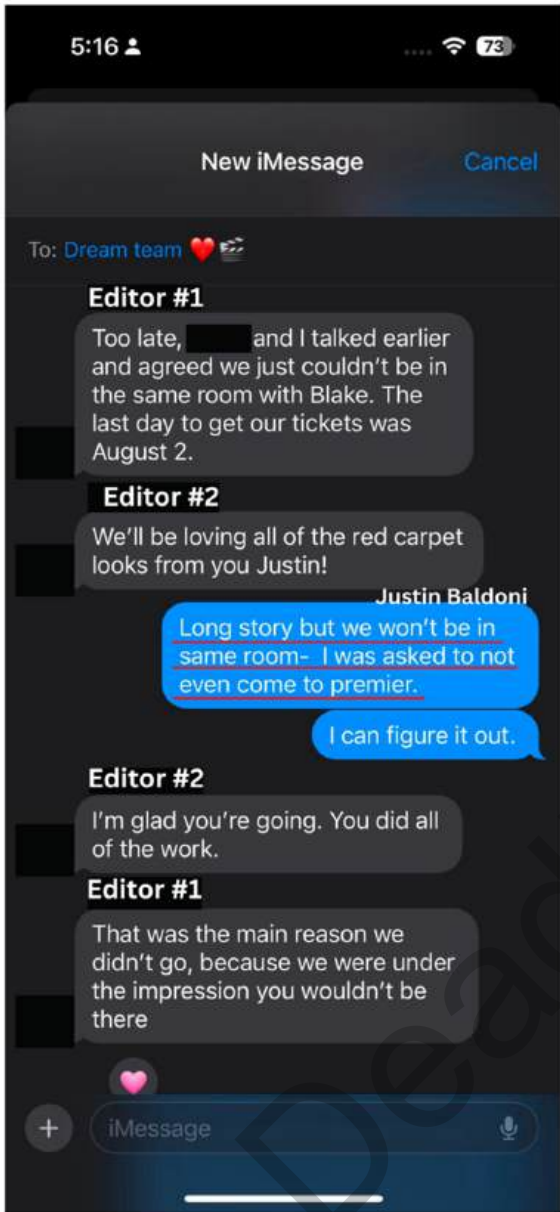 5:16
73
New iMessage
Cancel
To: Dream team ❤️🎬
Editor #1
Too late, and I talked earlier
and agreed we just couldn't be in
the same room with Blake. The
last day to get our tickets was
August 2.
Editor #2
We'll be loving all of the red carpet
looks from you Justin!
Justin Baldoni
Long story but we won't be in
same room- I was asked to not
even come to premier.
I can figure it out.
Editor #2
I'm glad you're going. You did all
of the work.
Editor #1
That was the main reason we
didn't go, because we were under
the impression you wouldn't be
there
iMessage
Dead